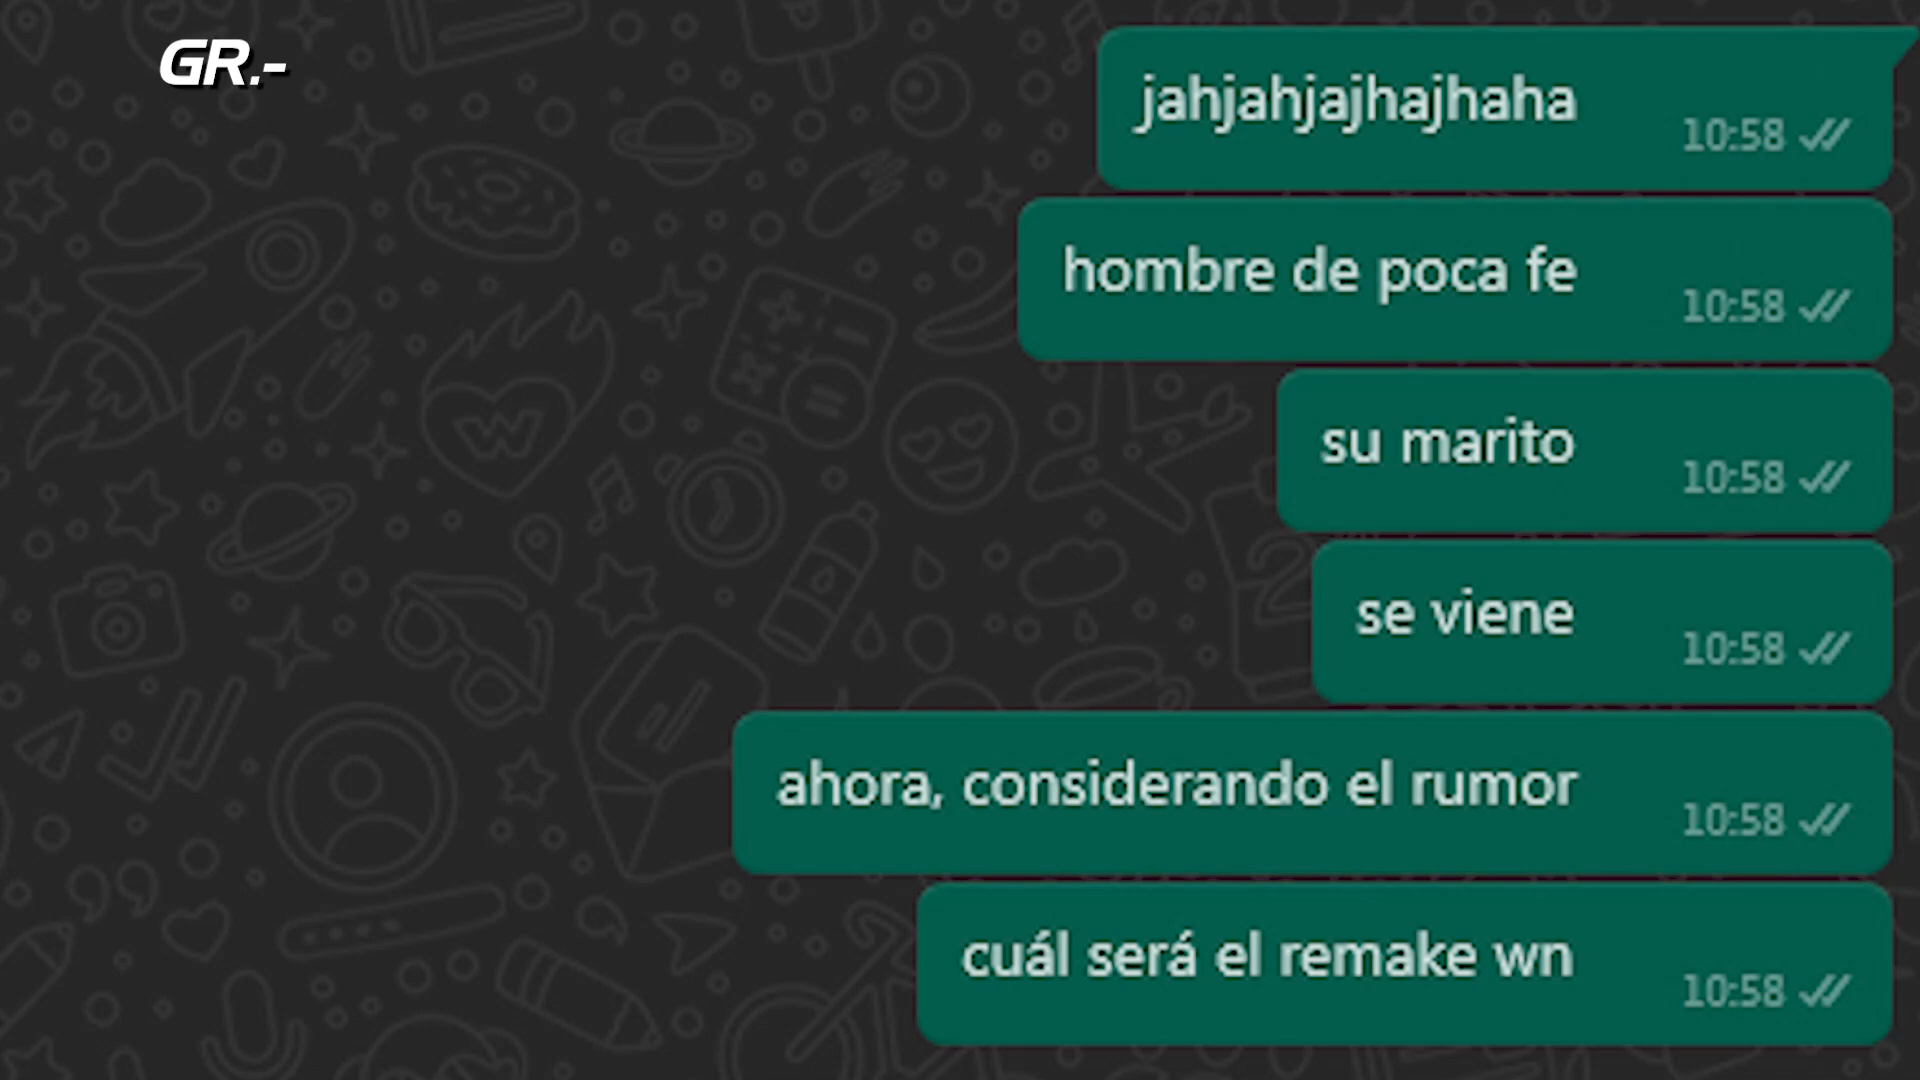 GR.-
jahjahjajhajhaha
10:58
hombre de poca fe
10:58
su marito
10:58
se viene
10:58
ahora, considerando el rumor
10:58
cuál será el remake wn
10:58